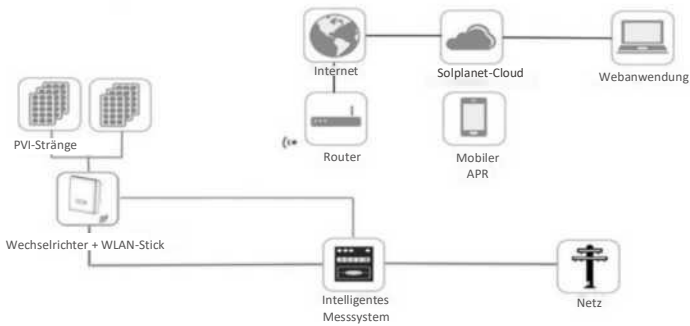 Internet
Solplanet-Cloud
Webanwendung
PVI-Stränge
Router
Mobiler
APR
Wechselrichter + WLAN-Stick
Intelligentes
Messsystem
Netz